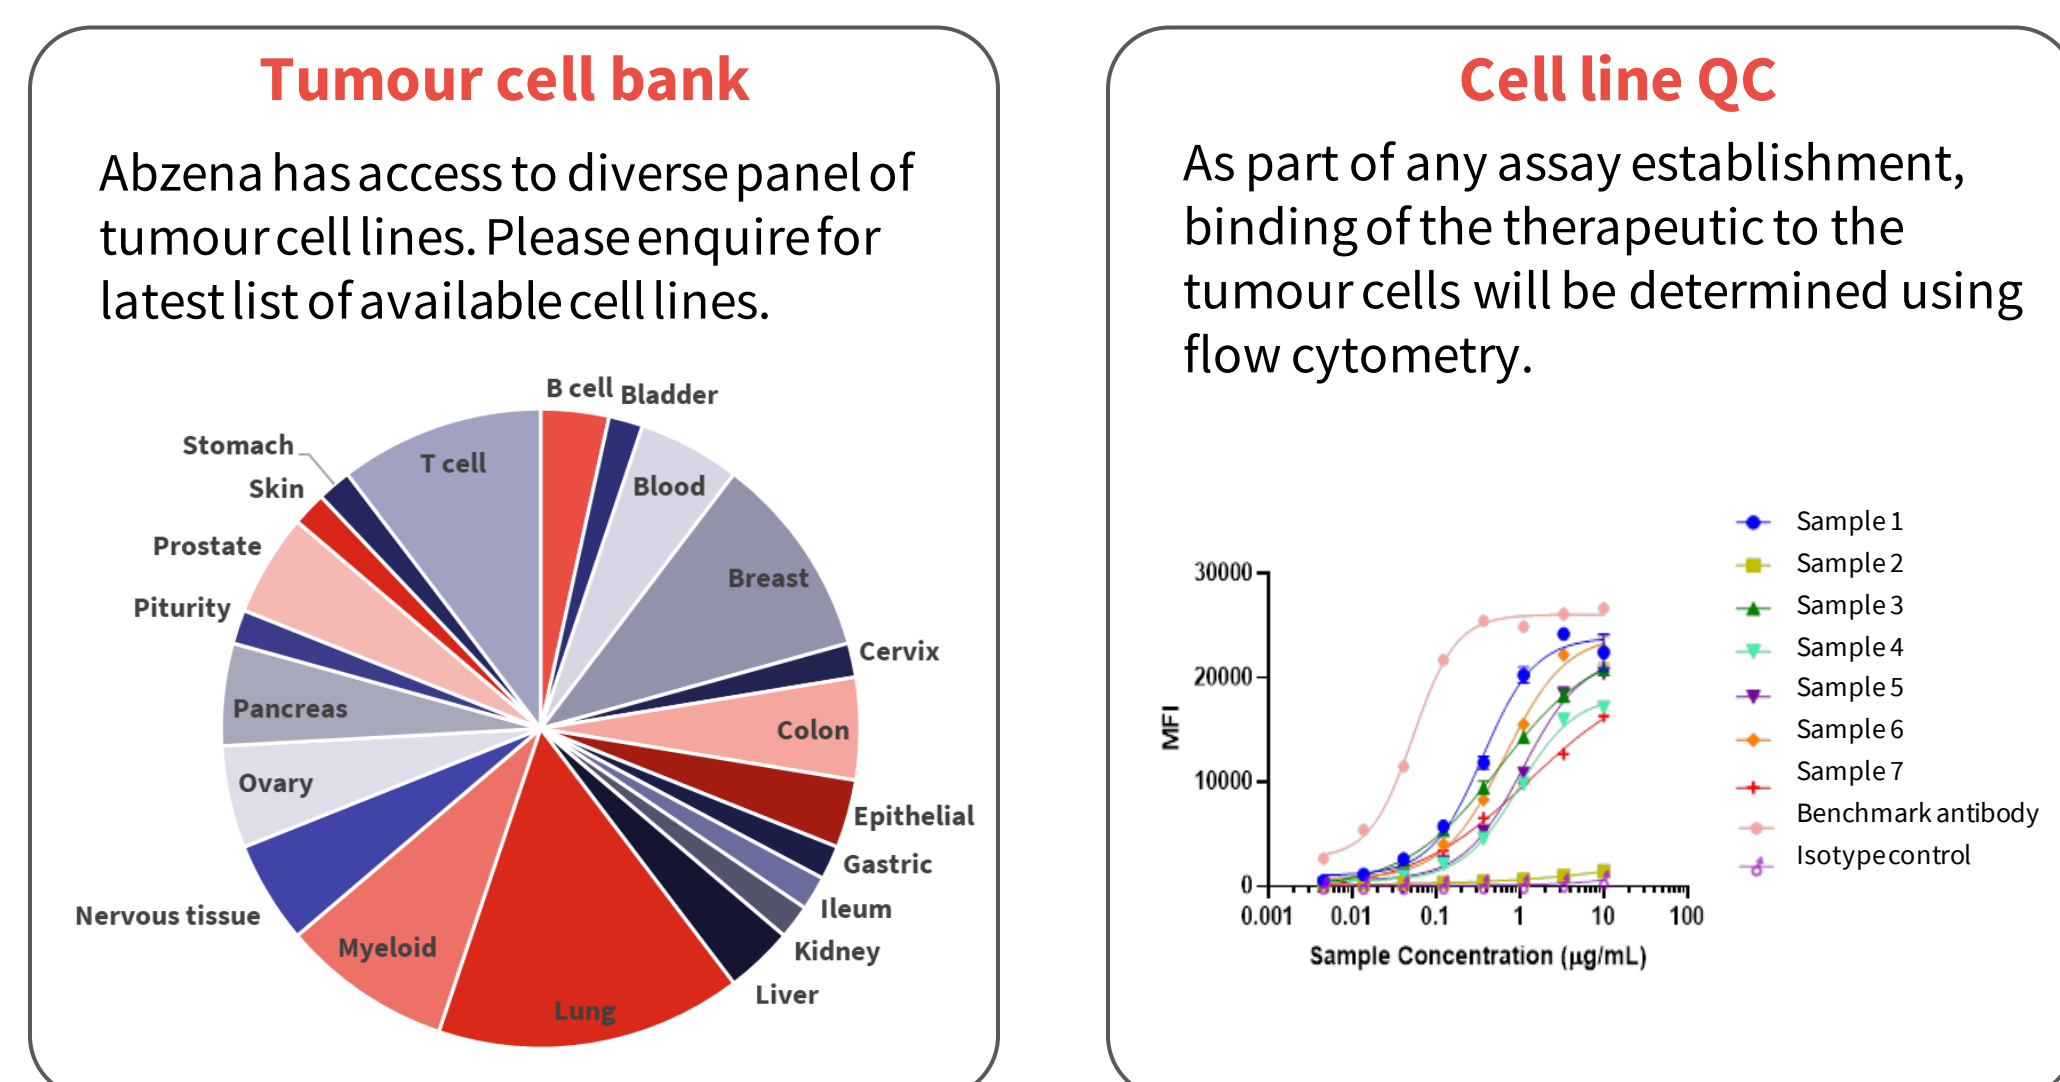 Tumour cell bank
Abzena has access to diverse panel of
tumour cell lines. Please enquire for
latest list of available cell lines.
B cell
Bladder
Blood
Breast
Cervix
Colon
Epithelial
Gastric
Ileum
Kidney
Liver
Lung
Myeloid
Nervous tissue
Ovary
Pancreas
Piturity
Prostate
Skin
Stomach
T cell
Cell line QC
As part of any assay establishment,
binding of the therapeutic to the
tumour cells will be determined using
flow cytometry.
30000
20000
10000
0
MFI
0.001 0.01 0.1 1 10 100
Sample Concentration (µg/mL)
Sample 1
Sample 2
Sample 3
Sample 4
Sample 5
Sample 6
Sample 7
Benchmark antibody
Isotype control